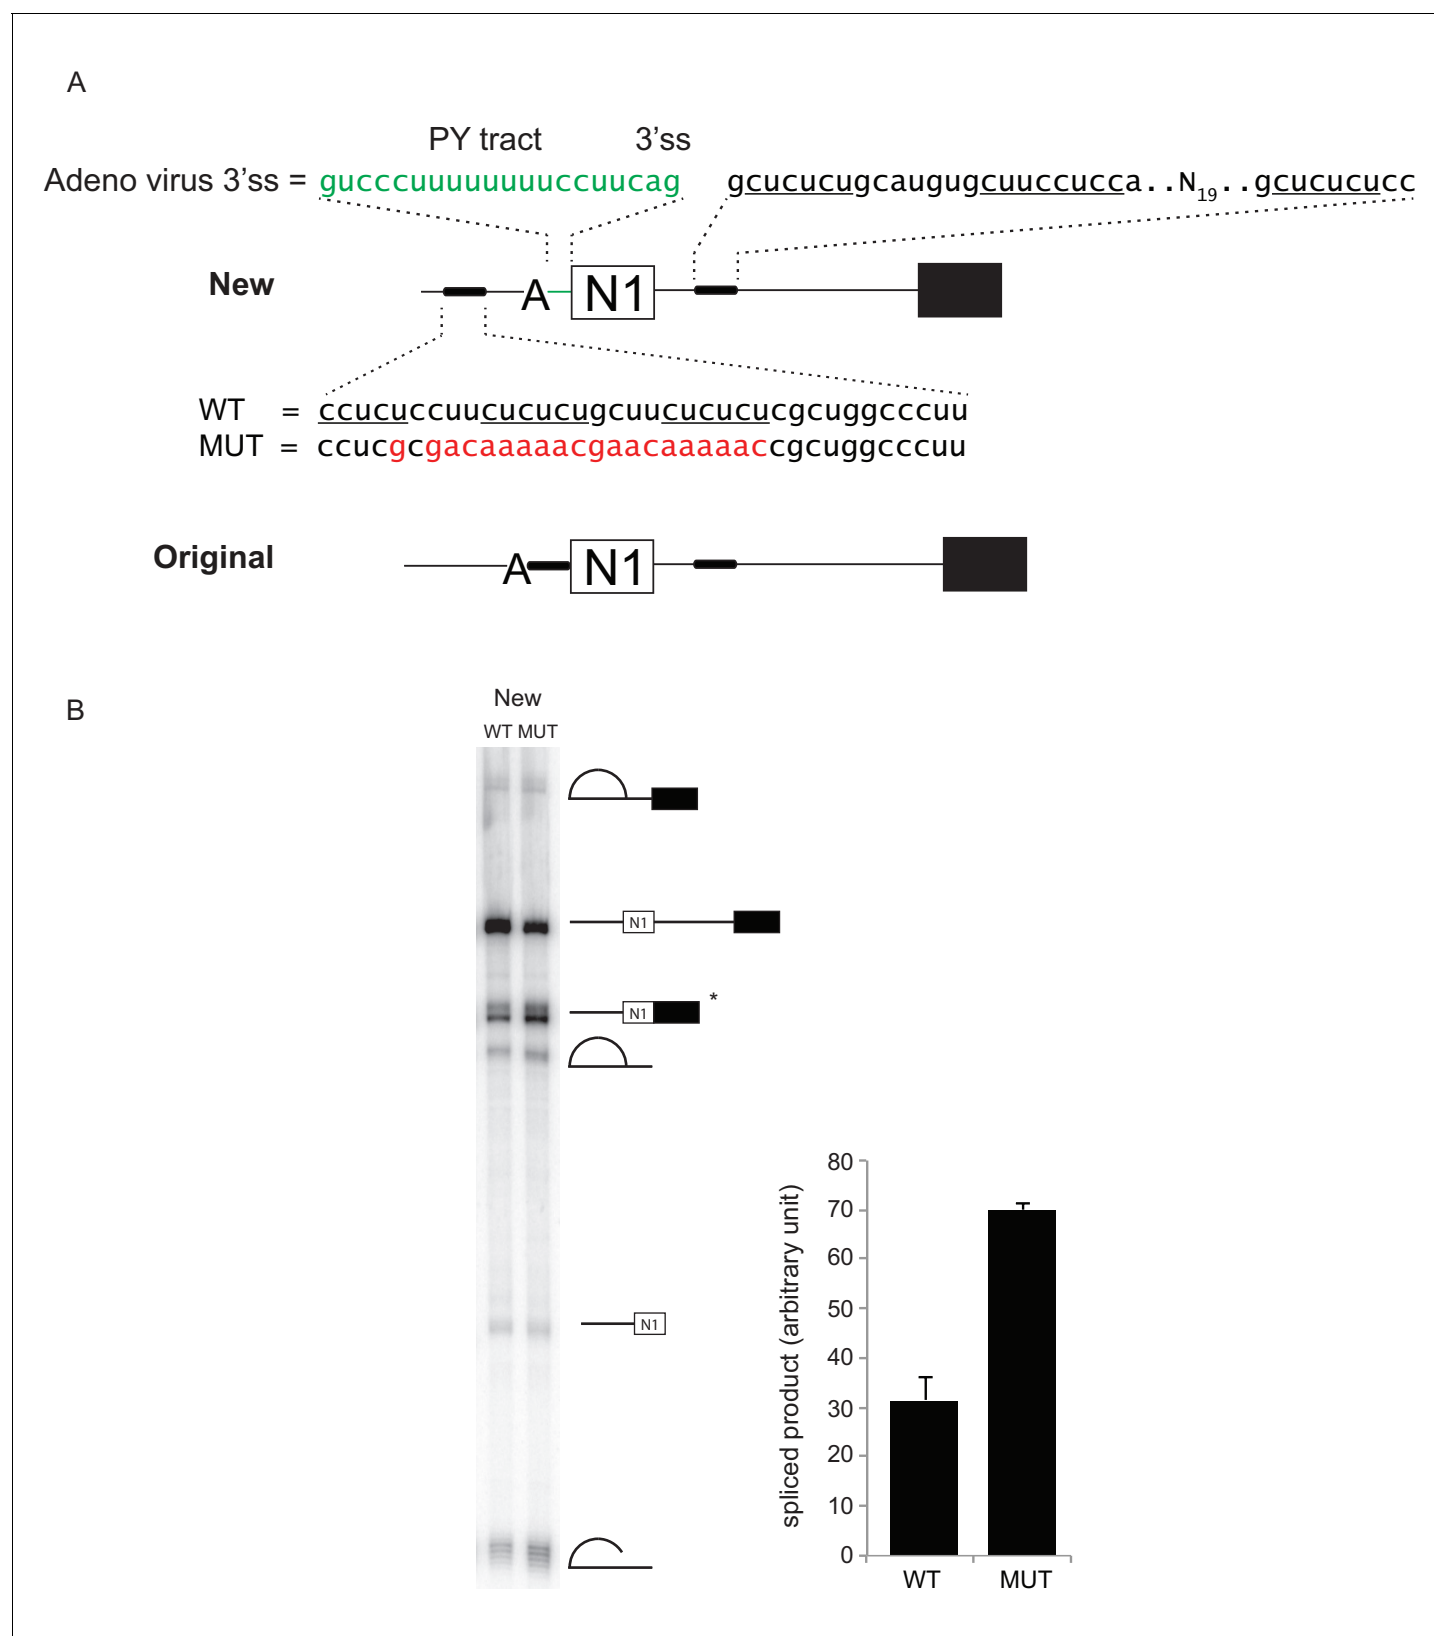 A
PY tract 3'ss
Adeno virus 3'ss = gucccuuuuuuuuccuucag gcucucugcaugugcuuccucca..N19..gcucucucc
New
A N1
WT = ccucuccuucucucugcuucucucucgcuggcccuu
MUT = ccucgcgacaaaaacgaacaaaaaccgcuggcccuu
Original
A N1
B
New
WT MUT
N1
N1 *
N1
spliced product (arbitrary unit)
80
70
60
50
40
30
20
10
0
WT MUT